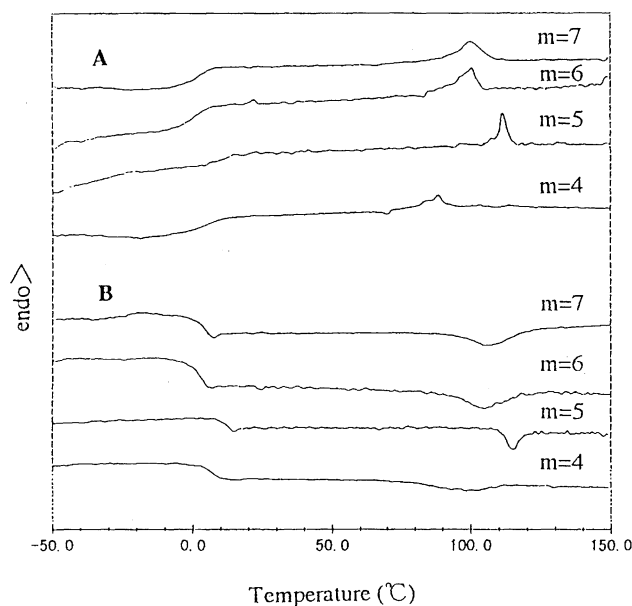 A
m=7
m=6
m=5
m=4
endo>
B
m=7
m=6
m=5
m=4
-50.0 0.0 50.0 100.0 150.0
Temperature (℃)